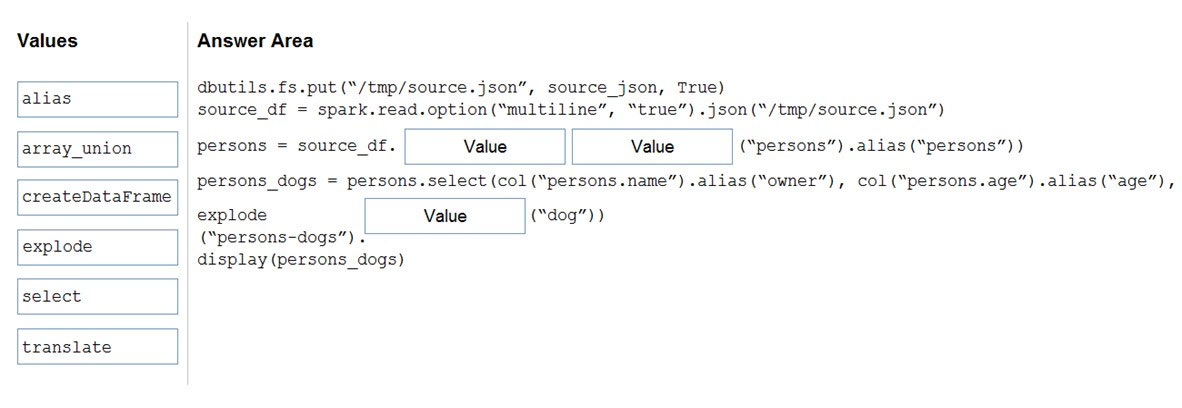 Values
alias
array_union
createDataFrame
explode
select
translate
Answer Area
dbutils.fs.put(“/tmp/source.json”, source_json, True)
source_df = spark.read.option(“multiline”, “true”).json(“/tmp/source.json”)
persons = source_df. Value Value (“persons”).alias(“persons”))
persons_dogs = persons.select(col(“persons.name”).alias(“owner”), col(“persons.age”).alias(“age”),
explode Value (“dog”))
(“persons-dogs”).
display(persons_dogs)